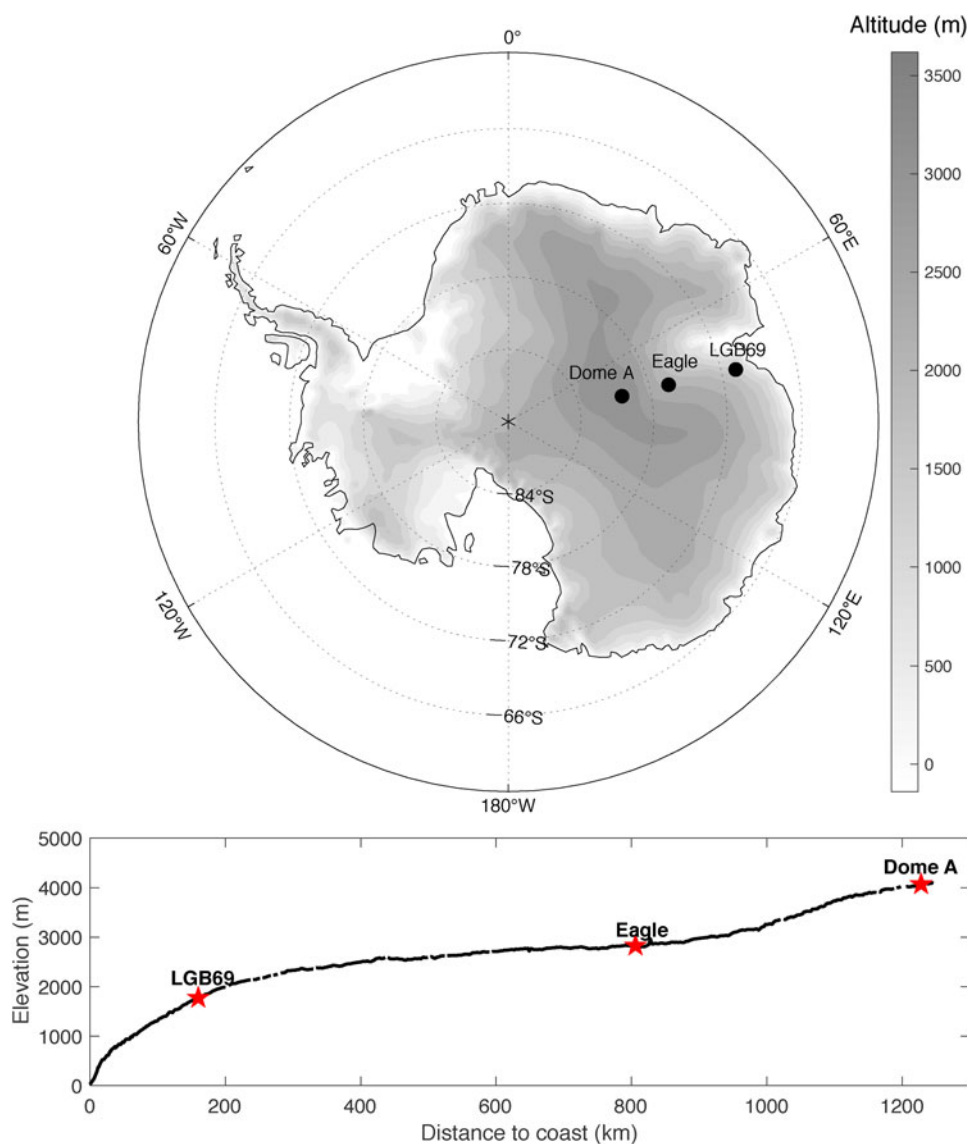 Altitude (m)
0°
3500
3000
2500
2000
1500
1000
500
0
60°W
60°E
LGB69
Eagle
Dome A
84°S
78°S
72°S
66°S
120°W
120°E
180°W
5000
4000
3000
2000
1000
0
Elevation (m)
LGB69
Eagle
Dome A
0 200 400 600 800 1000 1200
Distance to coast (km)